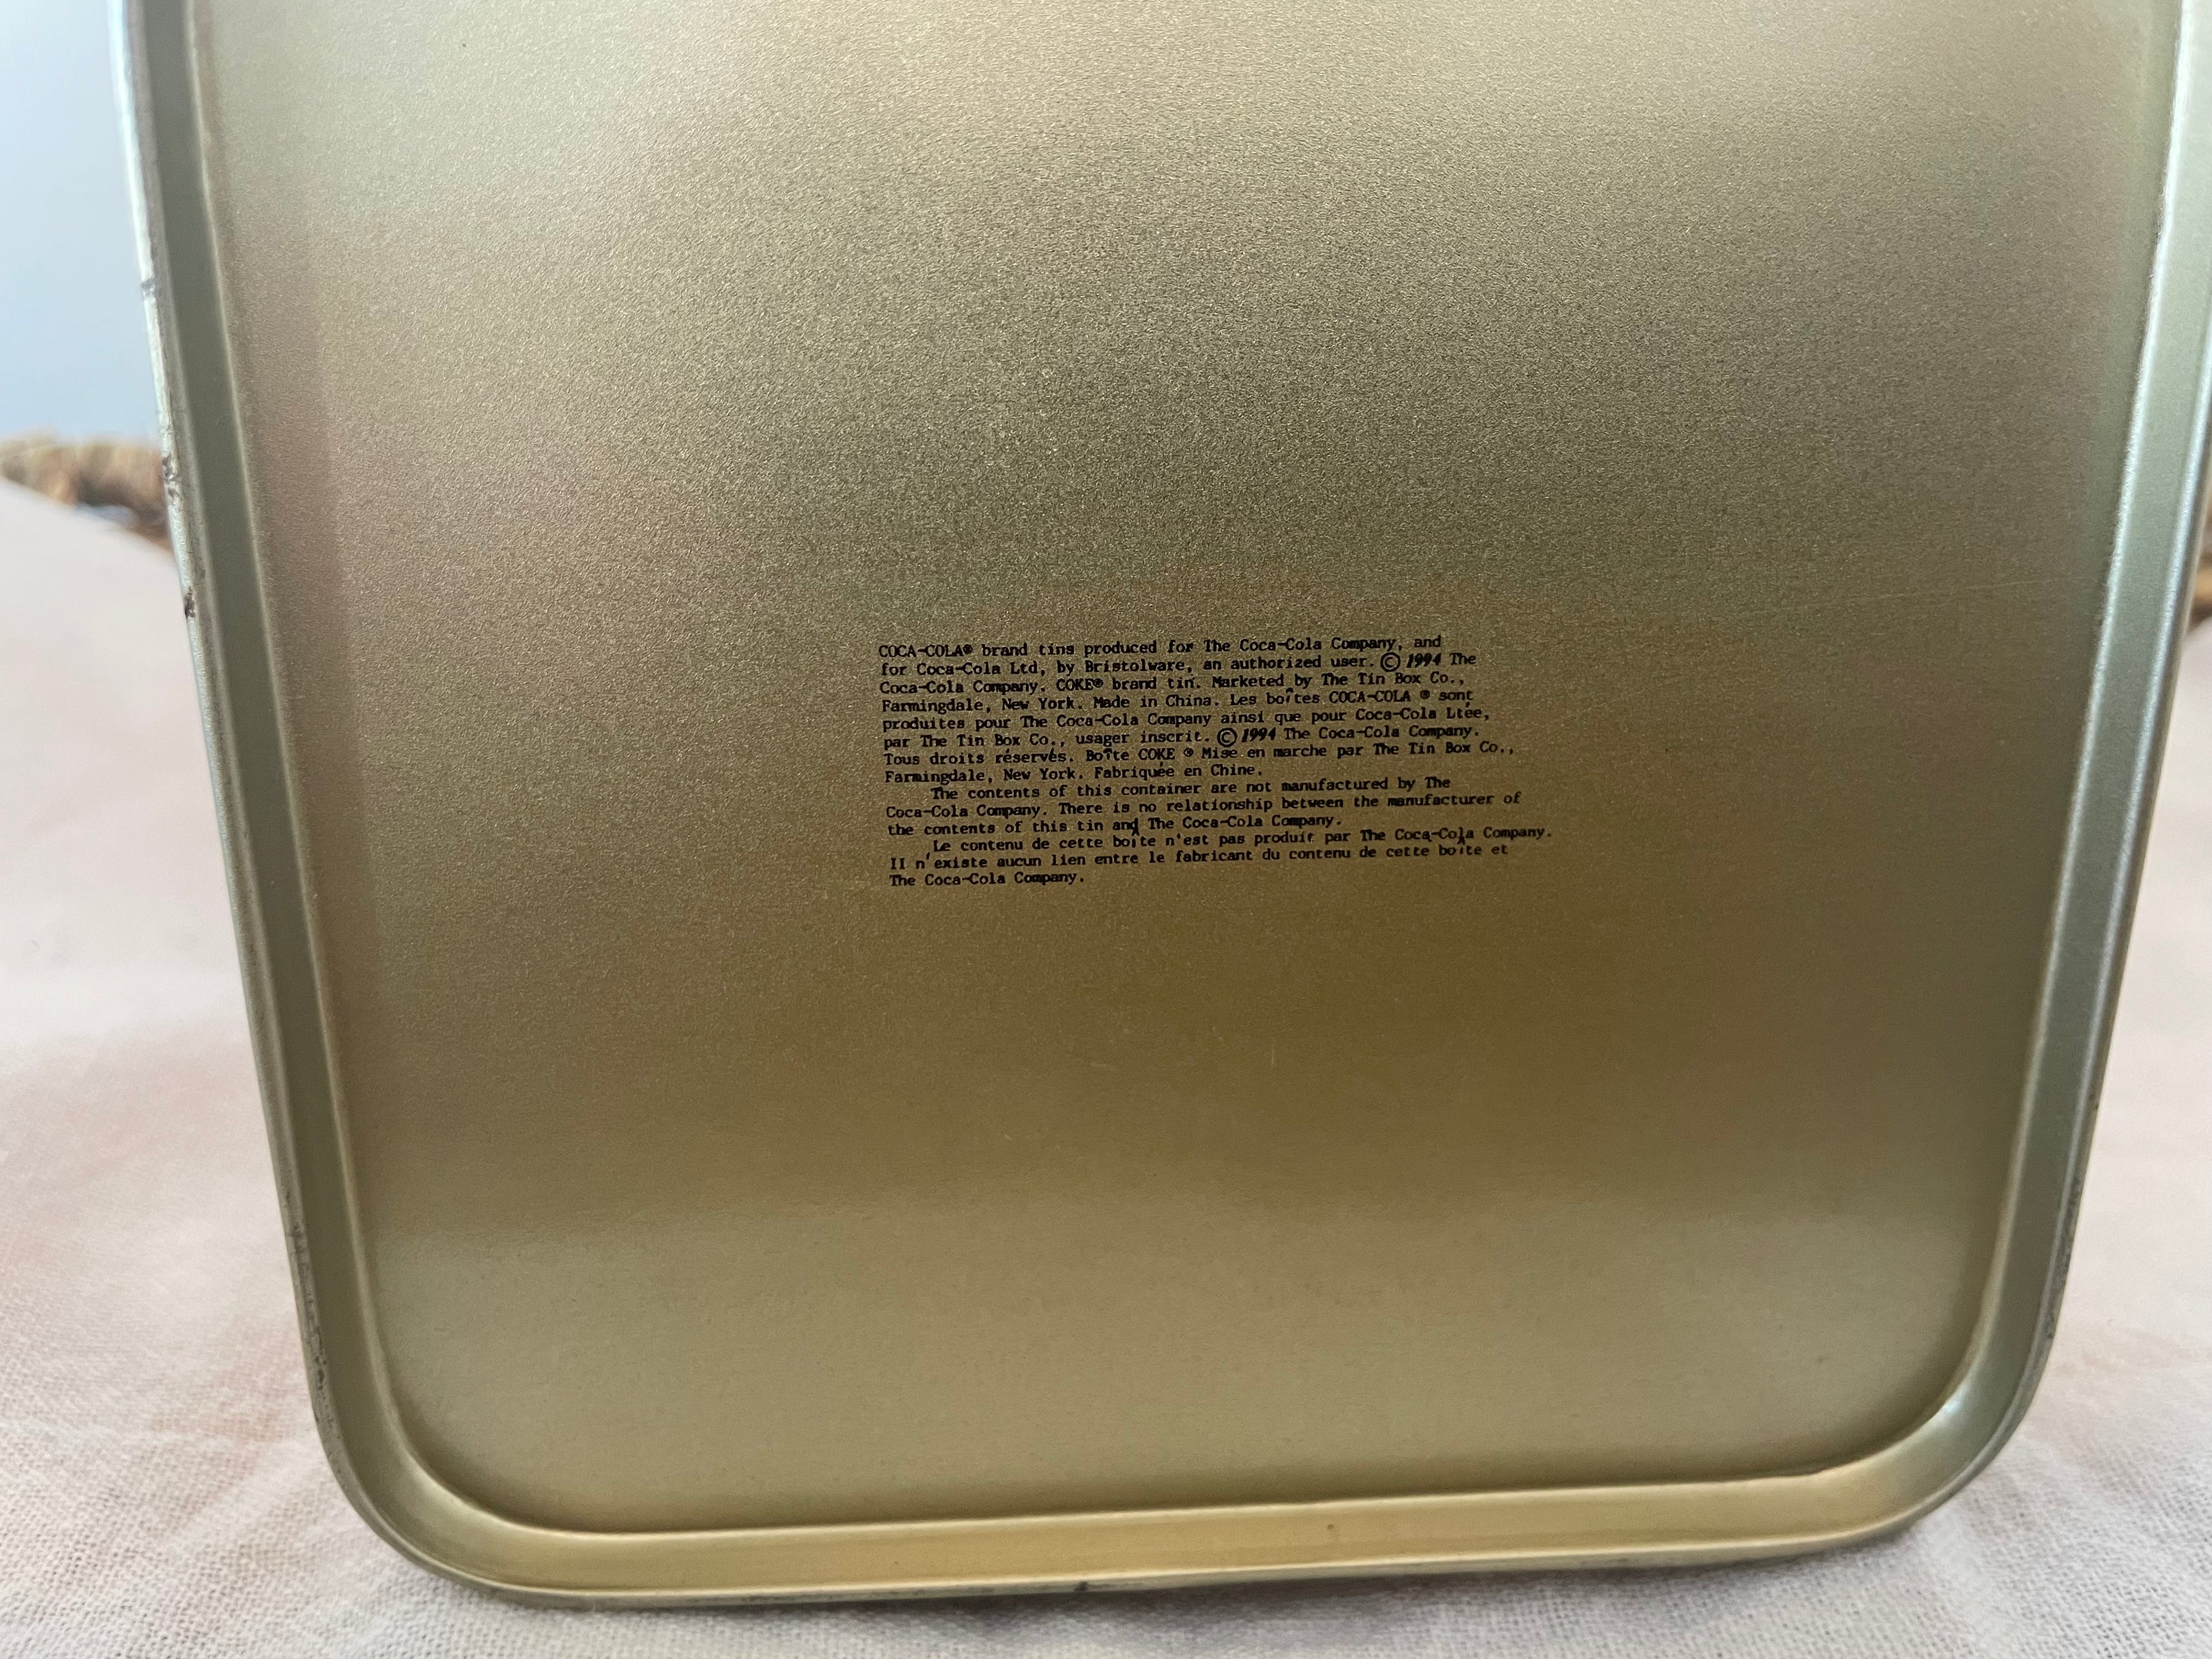 COCA-COLA® brand tins produced for The Coca-Cola Company, and
for Coca-Cola Ltd, by Bristolware, an authorized user. © 1994 The
Coca-Cola Company. COKE® brand tin. Marketed by The Tin Box Co.,
Farmingdale, New York. Made in China. Les boîtes COCA-COLA ® sont
produites pour The Coca-Cola Company ainsi que pour Coca-Cola Ltée,
par The Tin Box Co., usager inscrit. © 1994 The Coca-Cola Company.
Tous droits réservés. Boîte COKE ® Mise en marche par The Tin Box Co.,
Farmingdale, New York. Fabriquée en Chine.
The contents of this container are not manufactured by The
Coca-Cola Company. There is no relationship between the manufacturer of
the contents of this tin and The Coca-Cola Company.
Le contenu de cette boîte n'est pas produit par The Coca-Cola Company.
Il n'existe aucun lien entre le fabricant du contenu de cette boîte et
The Coca-Cola Company.